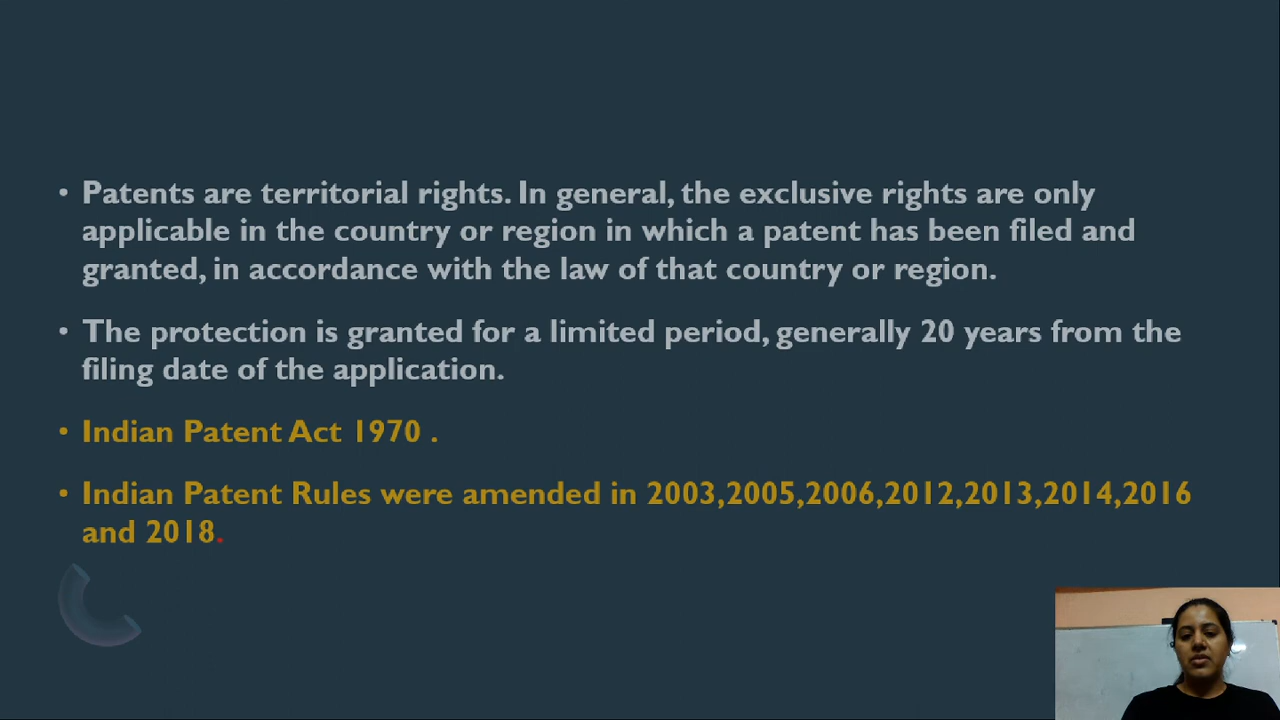 • Patents are territorial rights. In general, the exclusive rights are only
applicable in the country or region in which a patent has been filed and
granted, in accordance with the law of that country or region.
• The protection is granted for a limited period, generally 20 years from the
filing date of the application.
• Indian Patent Act 1970 .
• Indian Patent Rules were amended in 2003,2005,2006,2012,2013,2014,2016
and 2018.